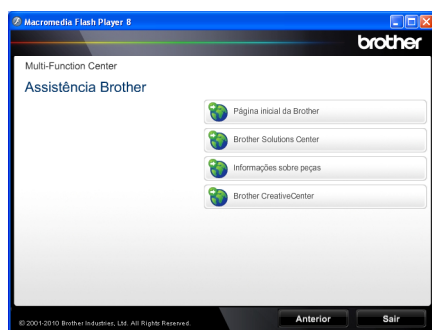 Macromedia Flash Player 8
brother
Multi-Function Center
Assistência Brother
Página inicial da Brother
Brother Solutions Center
Informações sobre peças
Brother CreativeCenter
© 2001-2010 Brother Industries, Ltd. All Rights Reserved.
Anterior
Sair